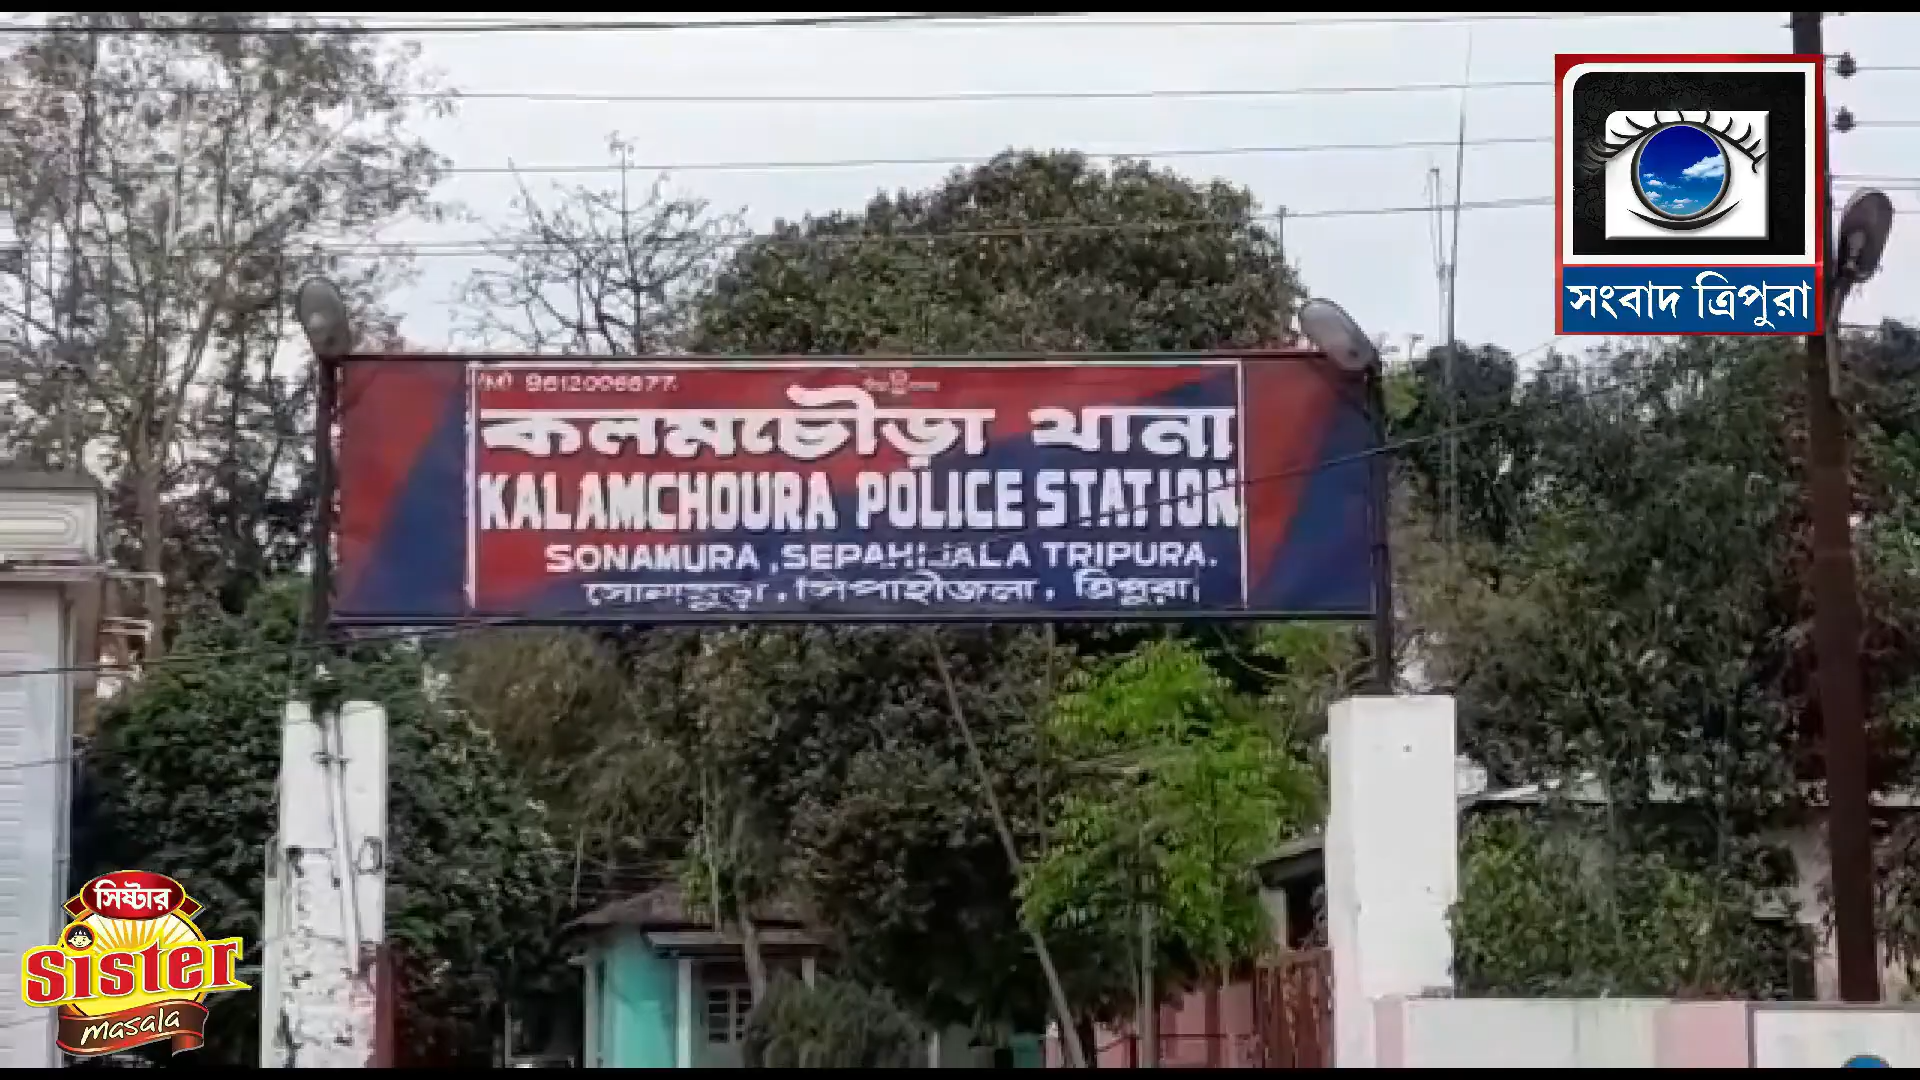 সংবাদ ত্রিপুরা
(M) 9612006677
কলমচৌড়া থানা
KALAMCHOURA POLICE STATION
SONAMURA, SEPAHIJALA TRIPURA.
সোনামুড়া, সিপাহীজলা, ত্রিপুরা
সিষ্টার
Sister
masala